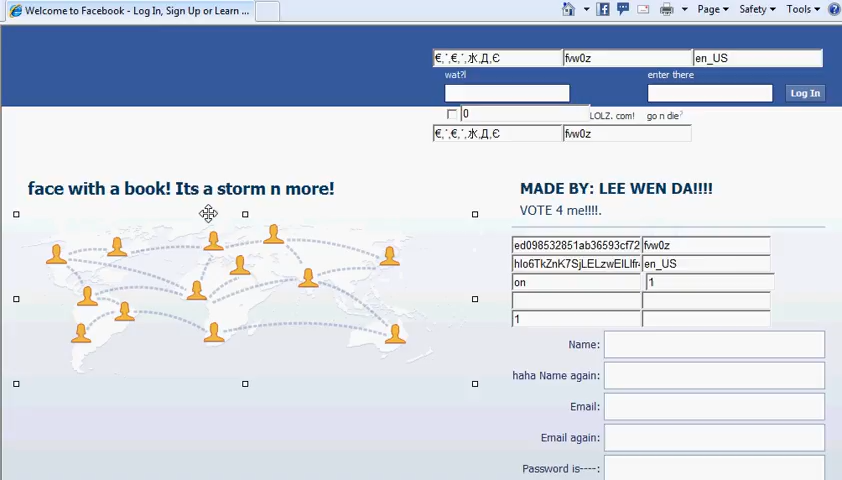 Welcome to Facebook - Log In, Sign Up or Learn ...
Page
Safety
Tools
€,´,€,´,水,Д,Є fvw0z en_US
wat?! enter there
Log In
0 LOLZ. com! go n die?
€,´,€,´,水,Д,Є fvw0z
face with a book! Its a storm n more!
MADE BY: LEE WEN DA!!!!
VOTE 4 me!!!!.
ed098532851ab36593cf72 fvw0z
en_US
on 1
1
Name:
haha Name again:
Email:
Email again:
Password is----: